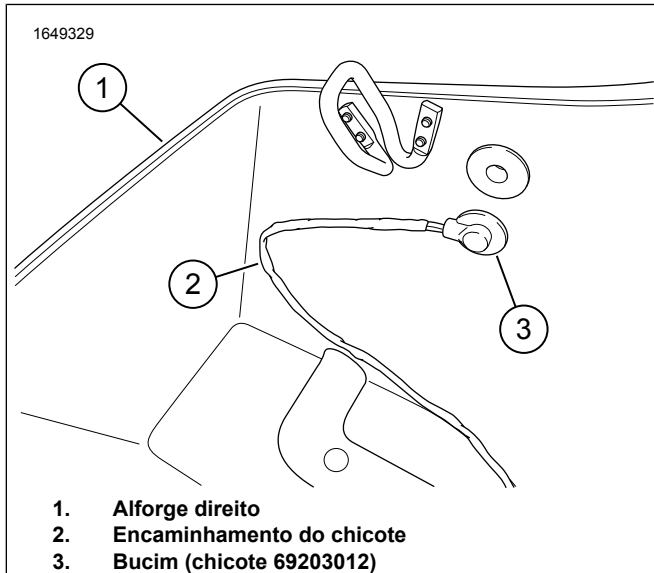 1649329
1
2
3
1. Alforge direito
2. Encaminhamento do chicote
3. Bucim (chicote 69203012)